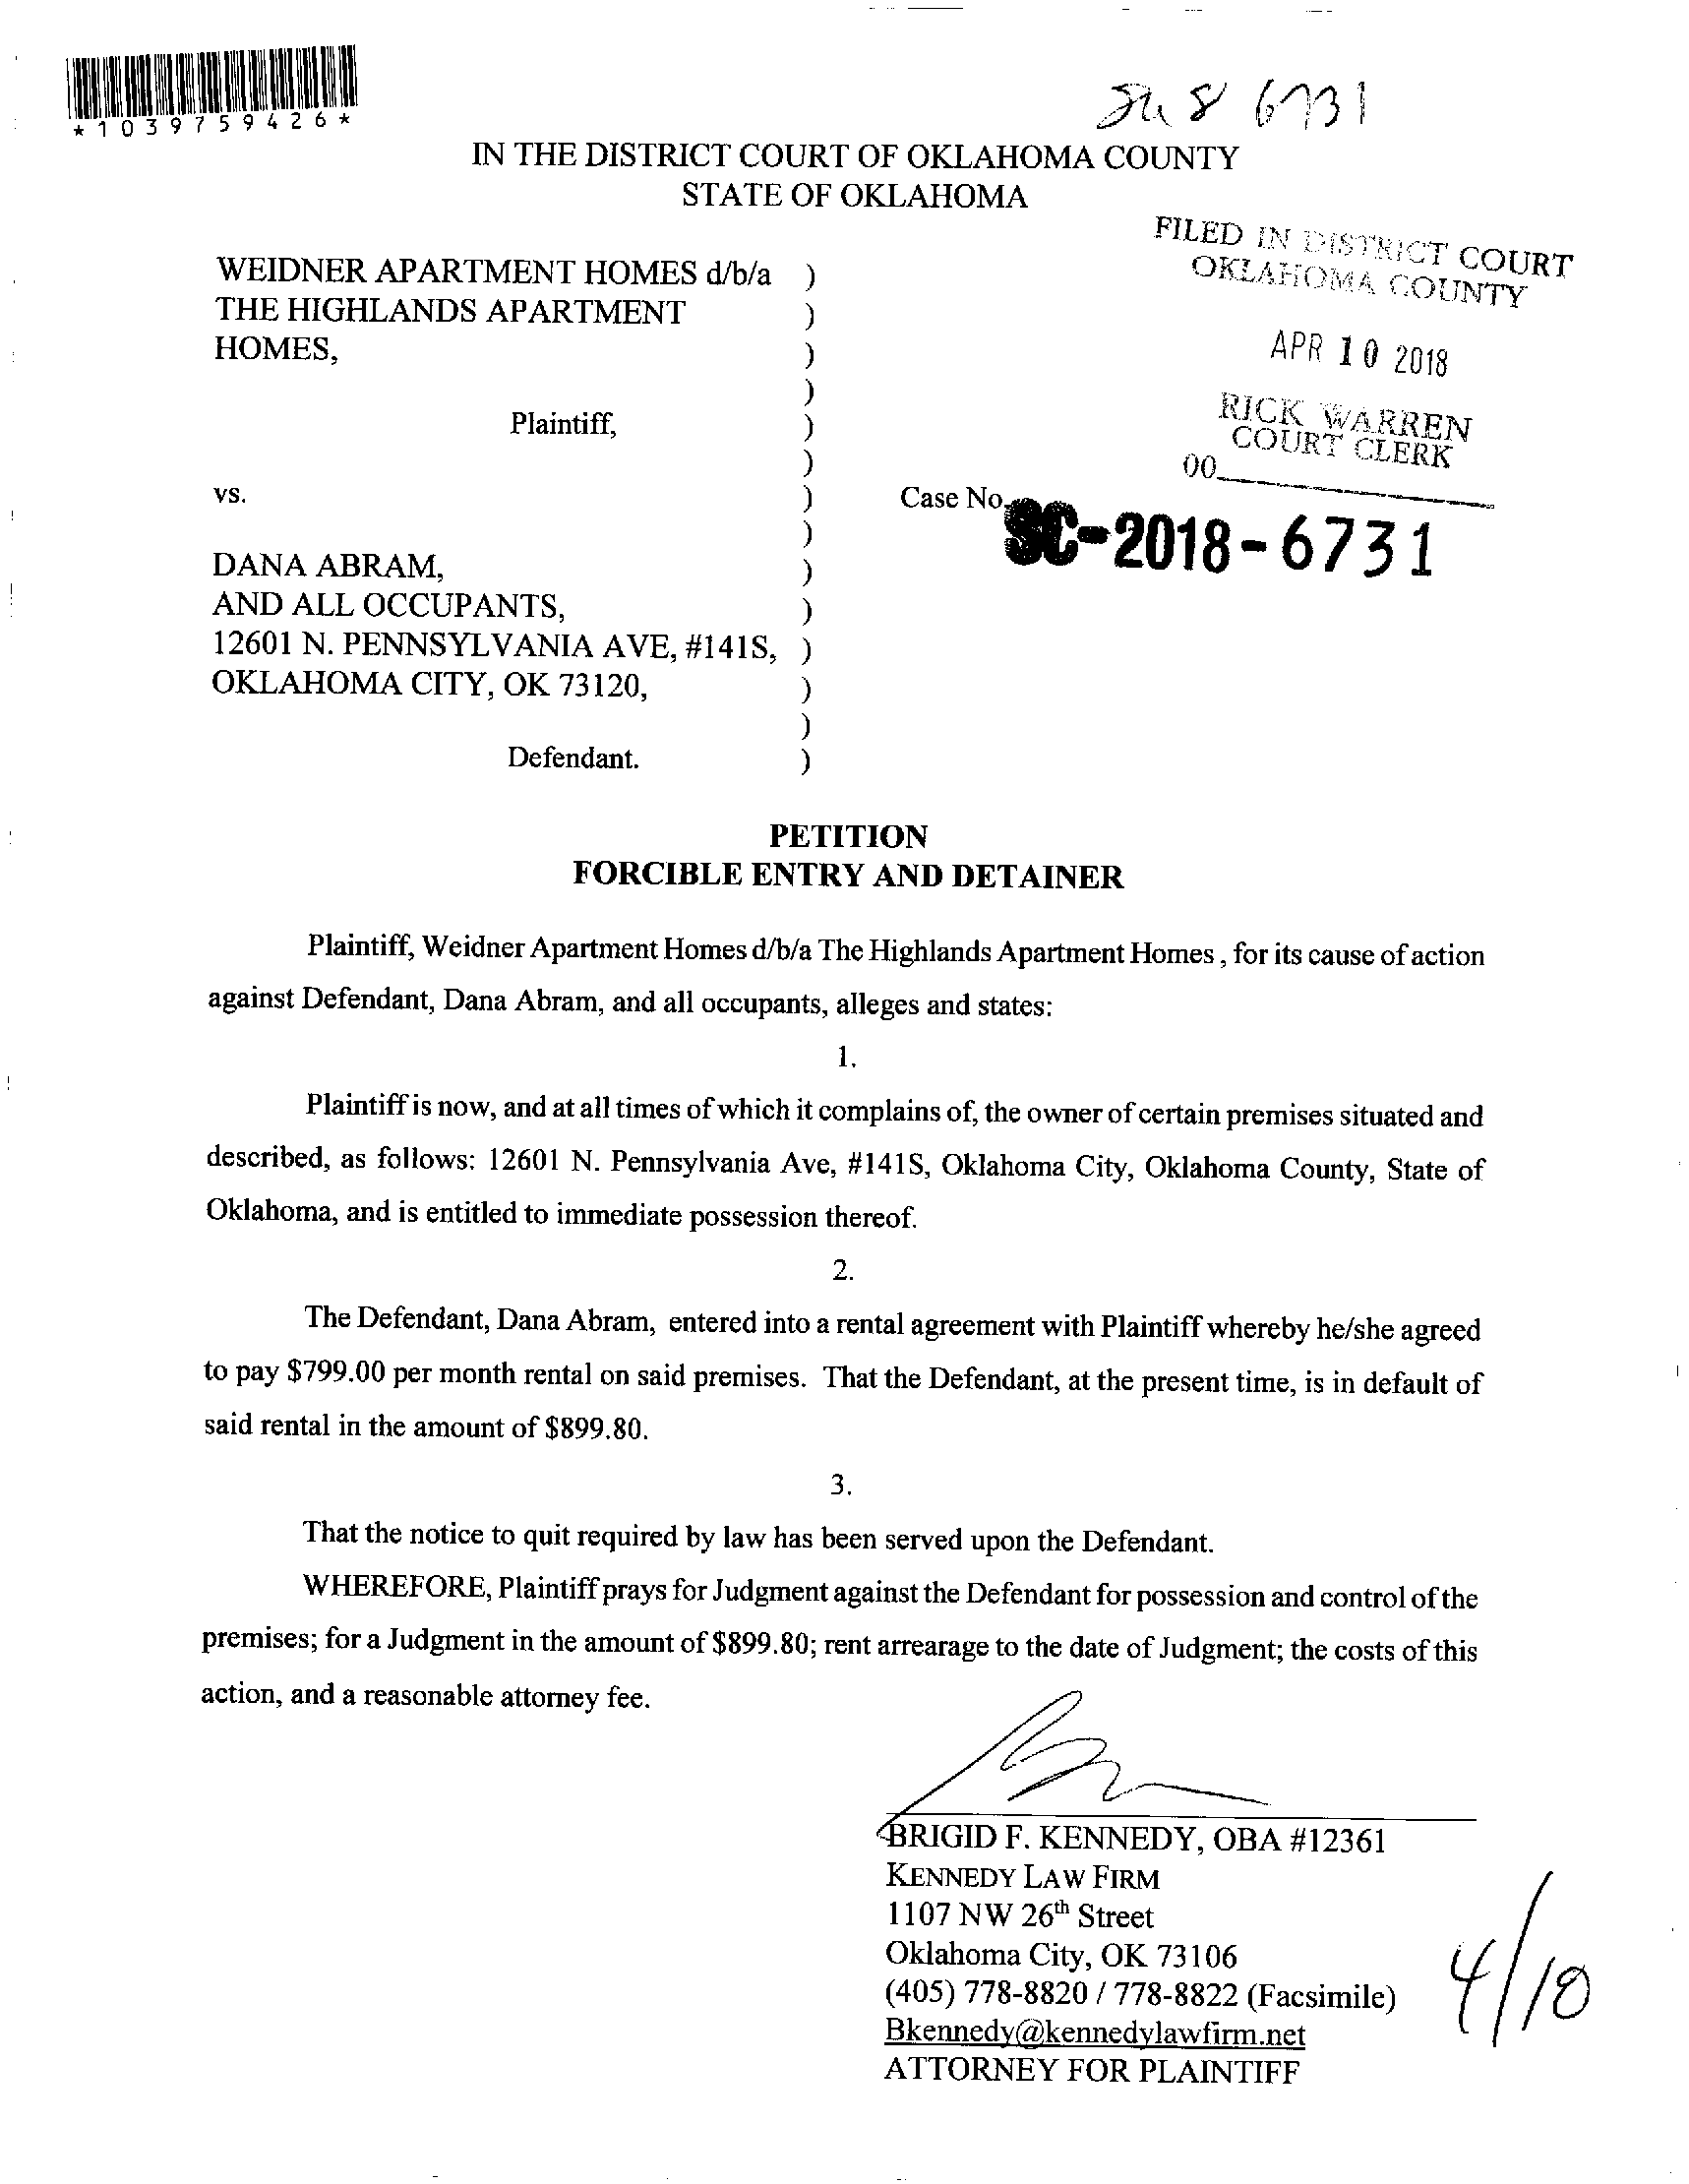 *1039759426*
6731
IN THE DISTRICT COURT OF OKLAHOMA COUNTY
STATE OF OKLAHOMA
FILED IN DISTRICT COURT
OKLAHOMA COUNTY
APR 10 2018
RICK WARREN
COURT CLERK
00
WEIDNER APARTMENT HOMES d/b/a )
THE HIGHLANDS APARTMENT )
HOMES, )
)
Plaintiff, )
)
vs. )
Case No. SC-2018-6731
)
DANA ABRAM, )
AND ALL OCCUPANTS, )
12601 N. PENNSYLVANIA AVE, #141S, )
OKLAHOMA CITY, OK 73120, )
)
Defendant. )
PETITION
FORCIBLE ENTRY AND DETAINER
Plaintiff, Weidner Apartment Homes d/b/a The Highlands Apartment Homes , for its cause of action
against Defendant, Dana Abram, and all occupants, alleges and states:
1.
Plaintiff is now, and at all times of which it complains of, the owner of certain premises situated and
described, as follows: 12601 N. Pennsylvania Ave, #141S, Oklahoma City, Oklahoma County, State of
Oklahoma, and is entitled to immediate possession thereof.
2.
The Defendant, Dana Abram, entered into a rental agreement with Plaintiff whereby he/she agreed
to pay $799.00 per month rental on said premises. That the Defendant, at the present time, is in default of
said rental in the amount of $899.80.
3.
That the notice to quit required by law has been served upon the Defendant.
WHEREFORE, Plaintiff prays for Judgment against the Defendant for possession and control of the
premises; for a Judgment in the amount of $899.80; rent arrearage to the date of Judgment; the costs of this
action, and a reasonable attorney fee.
BRIGID F. KENNEDY, OBA #12361
KENNEDY LAW FIRM
1107 NW 26th Street
Oklahoma City, OK 73106
(405) 778-8820 / 778-8822 (Facsimile)
Bkennedy@kennedylawfirm.net
ATTORNEY FOR PLAINTIFF
4/10